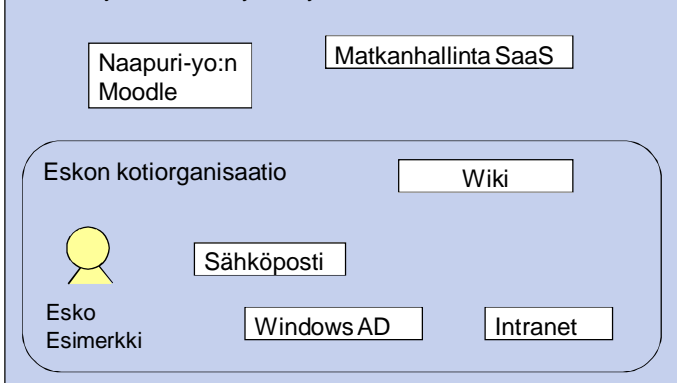 Naapuri-yo:n
Moodle
Matkanhallinta SaaS
Eskon kotiorganisaatio
Wiki
Sähköposti
Esko
Esimerkki
Windows AD
Intranet